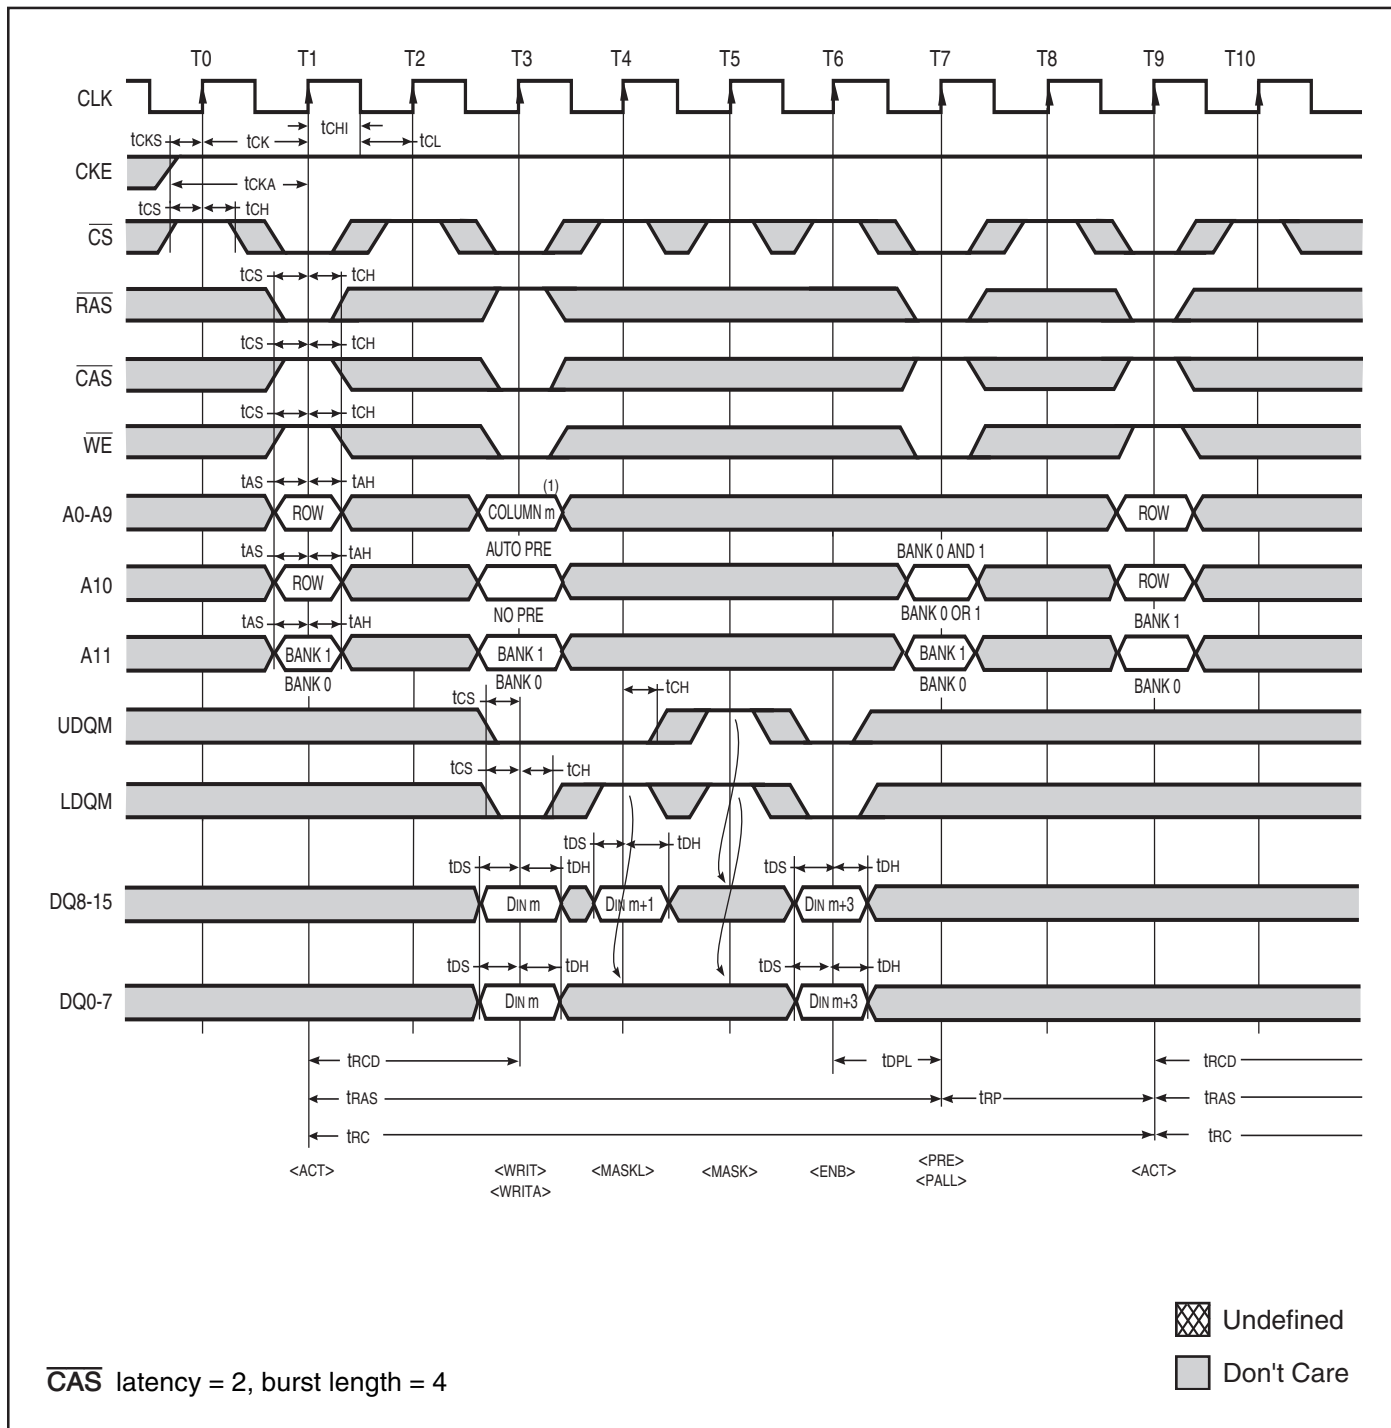 T0 T1 T2 T3 T4 T5 T6 T7 T8 T9 T10
CLK
tCHI
tCKS tCK tCL
CKE
tCKA
tCS tCH
CS
tCS tCH
RAS
tCS tCH
CAS
tCS tCH
WE
tAS tAH (1)
A0-A9 ROW COLUMN m ROW
tAS tAH AUTO PRE BANK 0 AND 1
A10 ROW ROW
tAS tAH NO PRE BANK 0 OR 1 BANK 1
A11 BANK 1 BANK 1 BANK 1
BANK 0 BANK 0 BANK 0 BANK 0
tCS tCH
UDQM
tCS tCH
LDQM
tDS tDH
tDS tDH tDS tDH
DQ8-15 DIN m DIN m+1 DIN m+3
tDS tDH tDS tDH
DQ0-7 DIN m DIN m+3
tRCD tDPL tRCD
tRAS tRP tRAS
tRC tRC
<ACT> <WRIT> <MASKL> <MASK> <ENB> <PRE> <ACT>
<WRITA> <PALL>
Undefined
Don't Care
CAS latency = 2, burst length = 4